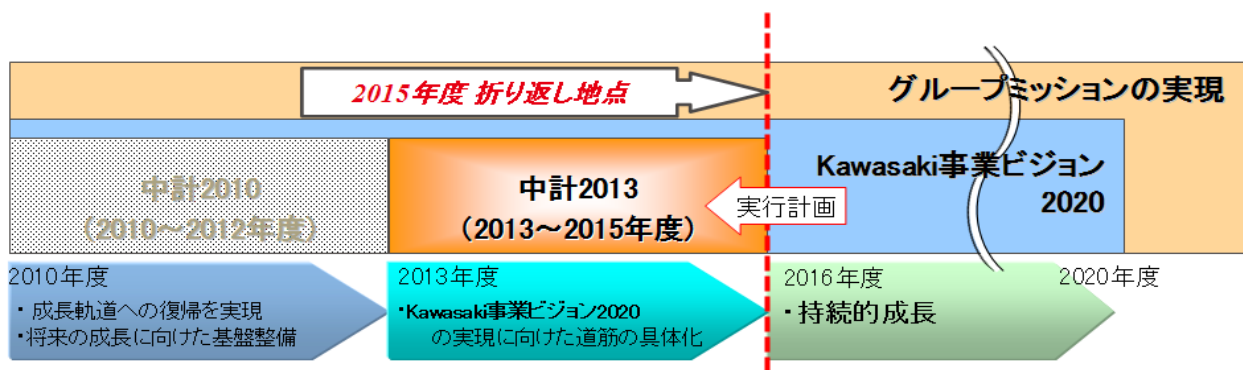 2015年度 折り返し地点
グループミッションの実現
中計2010
（2010～2012年度）
中計2013
（2013～2015年度）
実行計画
Kawasaki事業ビジョン
2020
2010年度
・成長軌道への復帰を実現
・将来の成長に向けた基盤整備
2013年度
・Kawasaki事業ビジョン2020
の実現に向けた道筋の具体化
2016年度
・持続的成長
2020年度